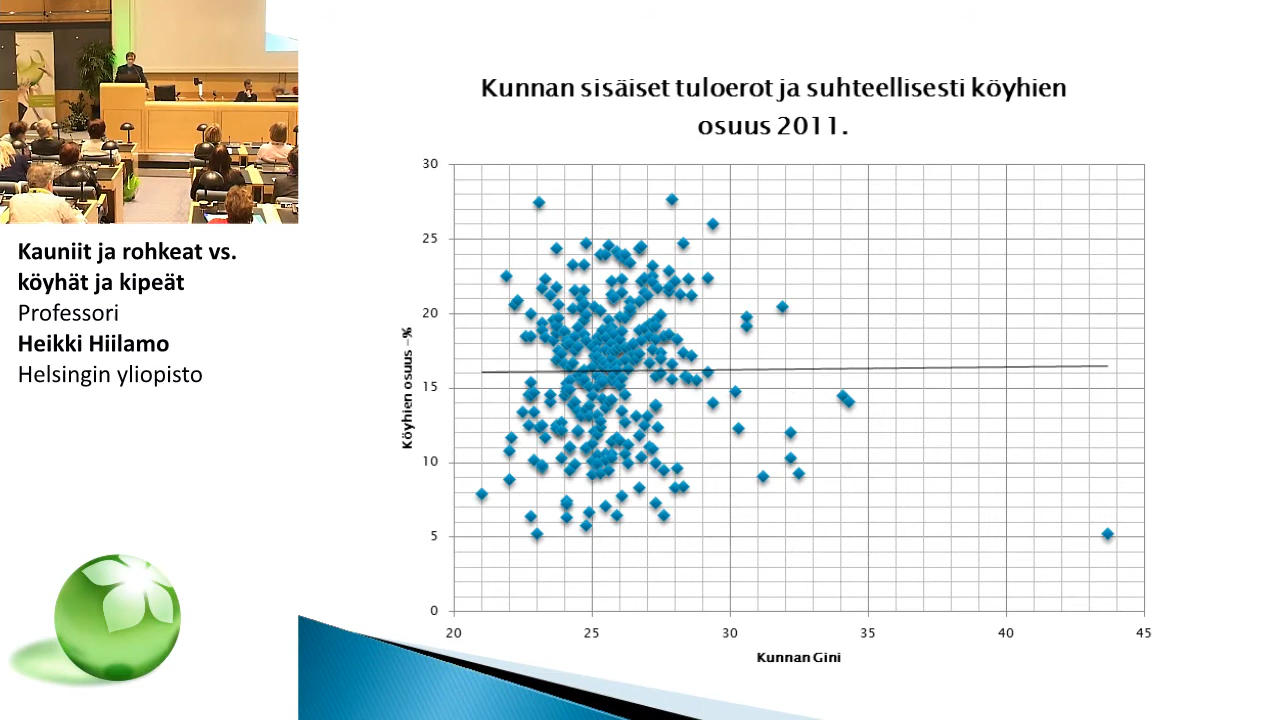 Kauniit ja rohkeat vs.
köyhät ja kipeät
Professori
Heikki Hiilamo
Helsingin yliopisto
Kunnan sisäiset tuloerot ja suhteellisesti köyhien
osuus 2011.
Köyhien osuus -%
30
25
20
15
10
5
0
20 25 30 35 40 45
Kunnan Gini